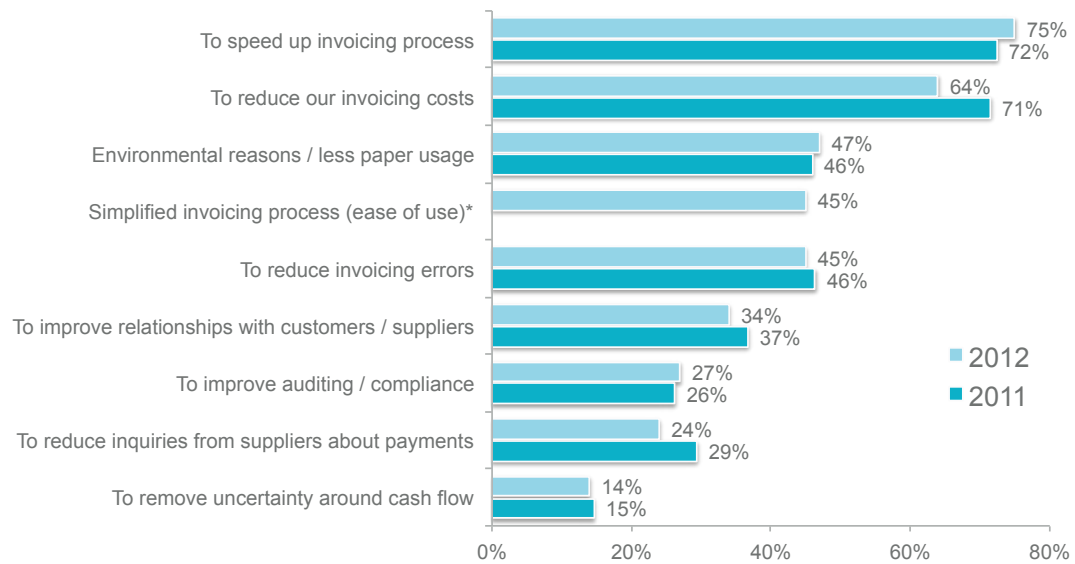 To speed up invoicing process
75%
72%
To reduce our invoicing costs
64%
71%
Environmental reasons / less paper usage
47%
46%
Simplified invoicing process (ease of use)*
45%
To reduce invoicing errors
45%
46%
To improve relationships with customers / suppliers
34%
37%
2012
2011
To improve auditing / compliance
27%
26%
To reduce inquiries from suppliers about payments
24%
29%
To remove uncertainty around cash flow
14%
15%
0% 20% 40% 60% 80%